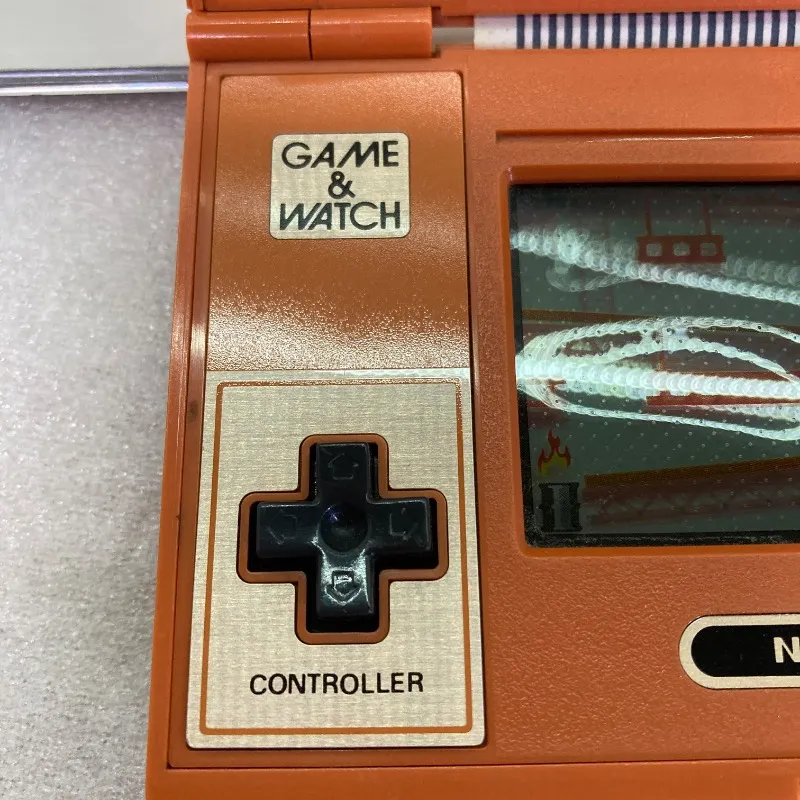 GAME
&
WATCH
CONTROLLER
N